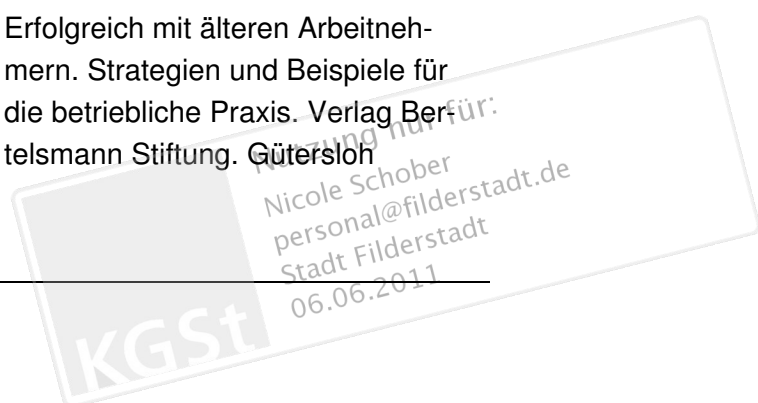 Erfolgreich mit älteren Arbeitneh-
mern. Strategien und Beispiele für
die betriebliche Praxis. Verlag Ber-
telsmann Stiftung. Gütersloh
Nutzung nur für:
Nicole Schober
personal@filderstadt.de
Stadt Filderstadt
06.06.2011
KGSt